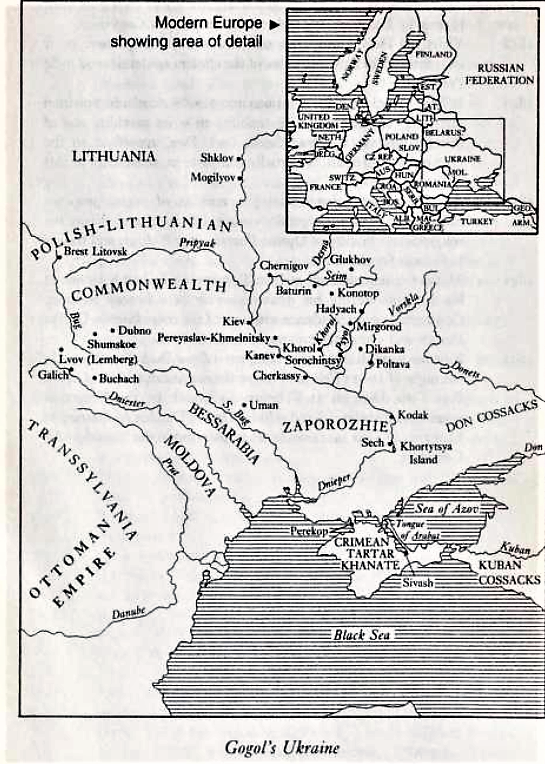 Modern Europe
showing area of detail
NORWAY
SWEDEN
FINLAND
RUSSIAN
FEDERATION
EST.
LAT.
LITH.
DEN.
UNITED
KINGDOM
NETH.
BELG.
GERMANY
POLAND
BELARUS
SLOV.
CZ REP.
UKRAINE
MOL.
SWITZ
AUS
HUN.
FRANCE
ROMANIA
CROA
BOS
ITALY
BUL
ALB
MAC
GREECE
TURKEY
GEO.
ARM.
LITHUANIA
Shklov
Mogilyov
POLISH-LITHUANIAN
COMMONWEALTH
Pripyak
Brest Litovsk
Bug
Desna
Glukhov
Chernigov
Seim
Baturin
Konotop
Hadyach
Vorskla
Kiev
Dubno
Shumskoe
Pereyaslav-Khmelnitsky
Khorol
Khorol
Psyol
Mirgorod
Lvov (Lemberg)
Kanev
Sorochintsy
Dikanka
Poltava
Galich
Buchach
Cherkassy
Donets
Dniester
S. Bug
Uman
BESSARABIA
ZAPOROZHIE
Kodak
DON COSSACKS
Sech
Khortytsya
Island
Don
TRANSSYLVANIA
MOLDOVA
Prut
Dnieper
Sea of Azov
OTTOMAN
EMPIRE
Perekop
Tongue
of Arabat
CRIMEAN
TARTAR
KHANATE
Kuban
KUBAN
COSSACKS
Sivash
Danube
Black Sea
Gogol's Ukraine